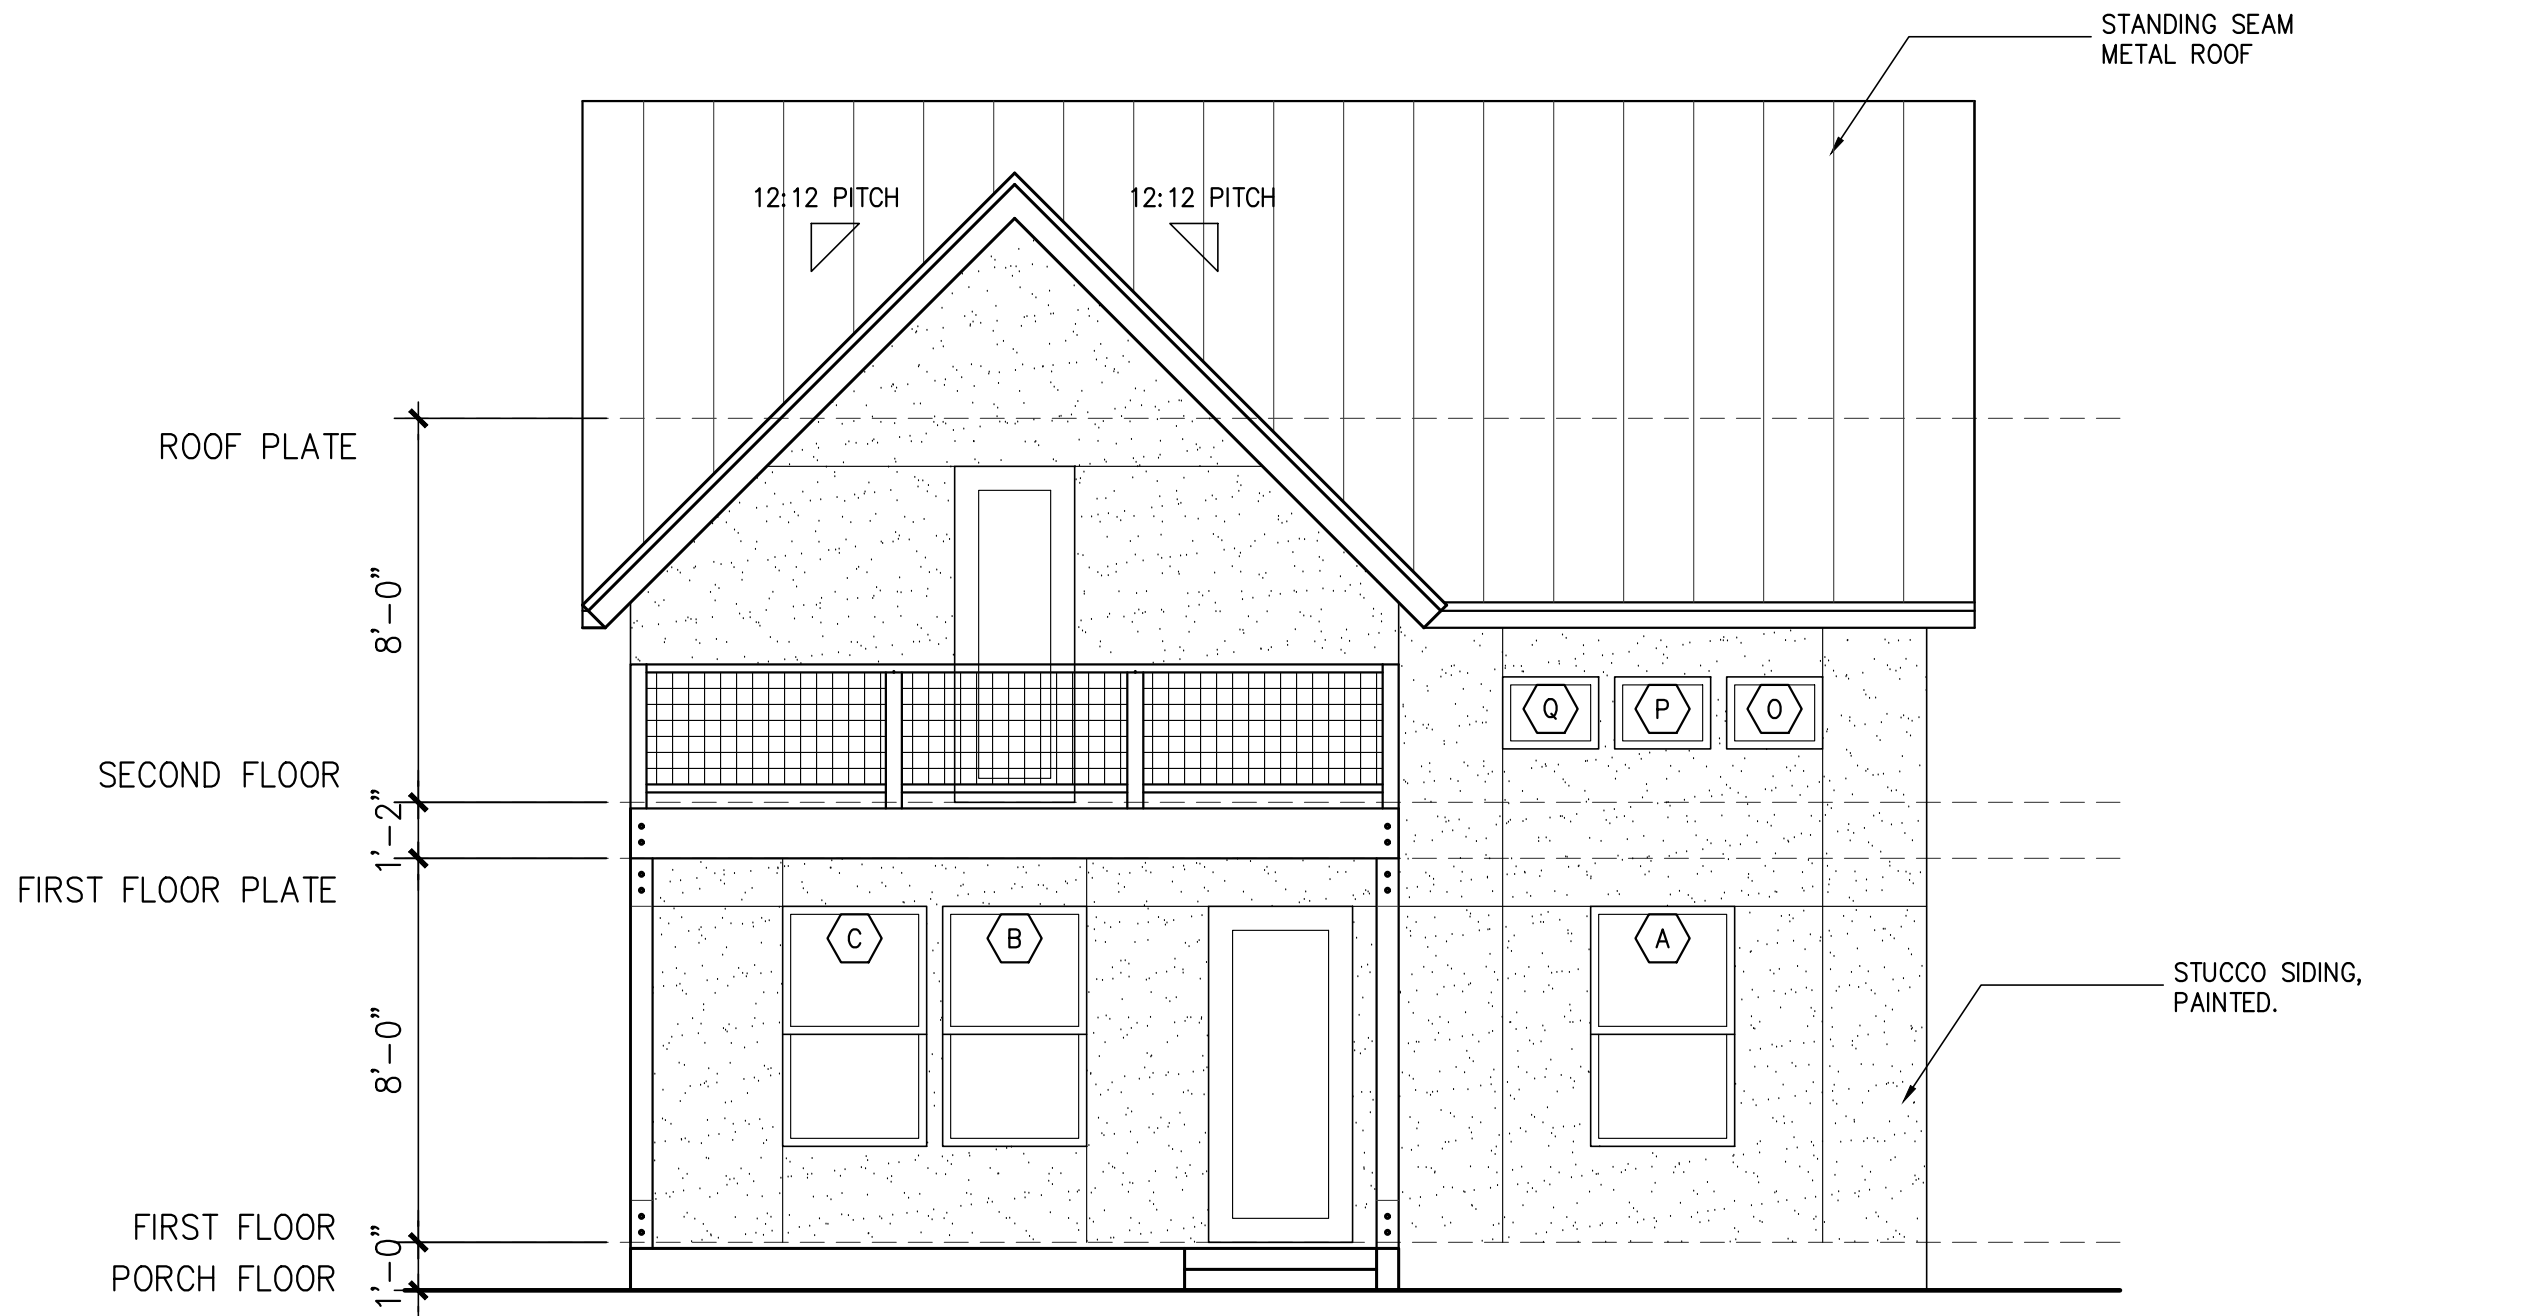 STANDING SEAM
METAL ROOF
12:12 PITCH
12:12 PITCH
ROOF PLATE
8'-0"
SECOND FLOOR
1'-2"
FIRST FLOOR PLATE
Q
P
O
C
B
A
STUCCO SIDING,
PAINTED.
8'-0"
FIRST FLOOR
1'-0"
PORCH FLOOR